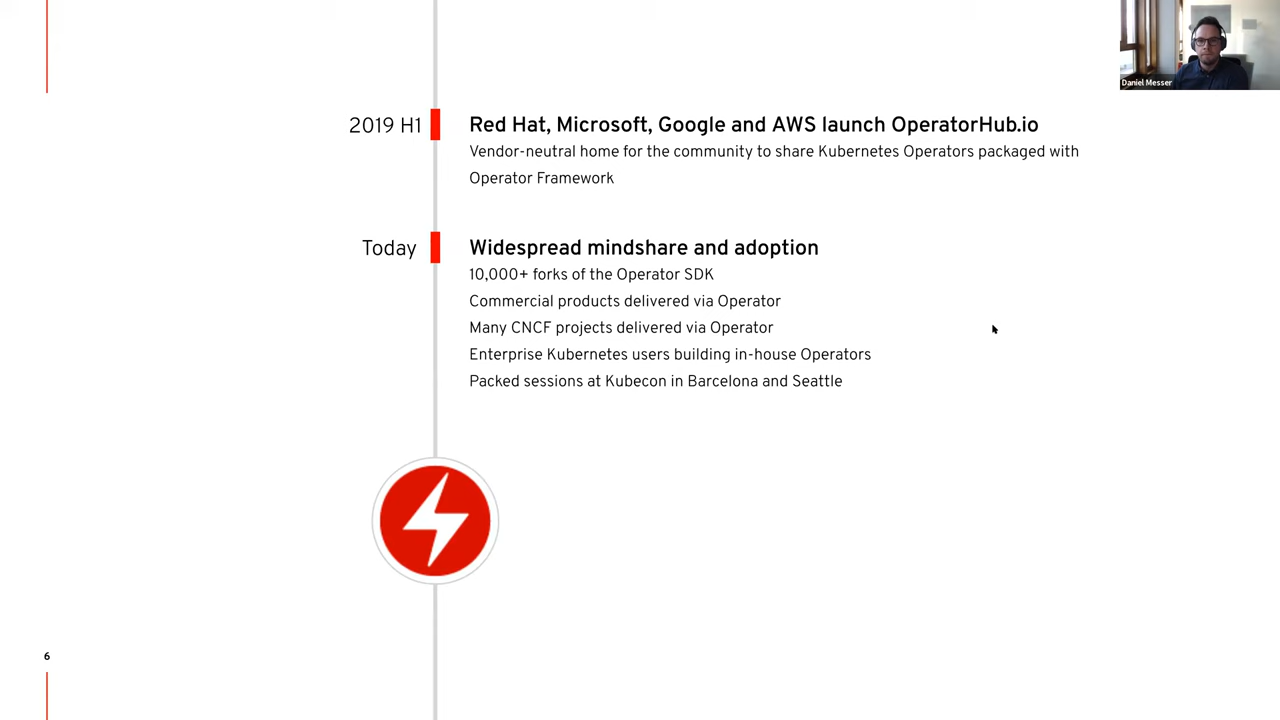 Daniel Messer
2019 H1
Red Hat, Microsoft, Google and AWS launch OperatorHub.io
Vendor-neutral home for the community to share Kubernetes Operators packaged with
Operator Framework
Today
Widespread mindshare and adoption
10,000+ forks of the Operator SDK
Commercial products delivered via Operator
Many CNCF projects delivered via Operator
Enterprise Kubernetes users building in-house Operators
Packed sessions at Kubecon in Barcelona and Seattle
6